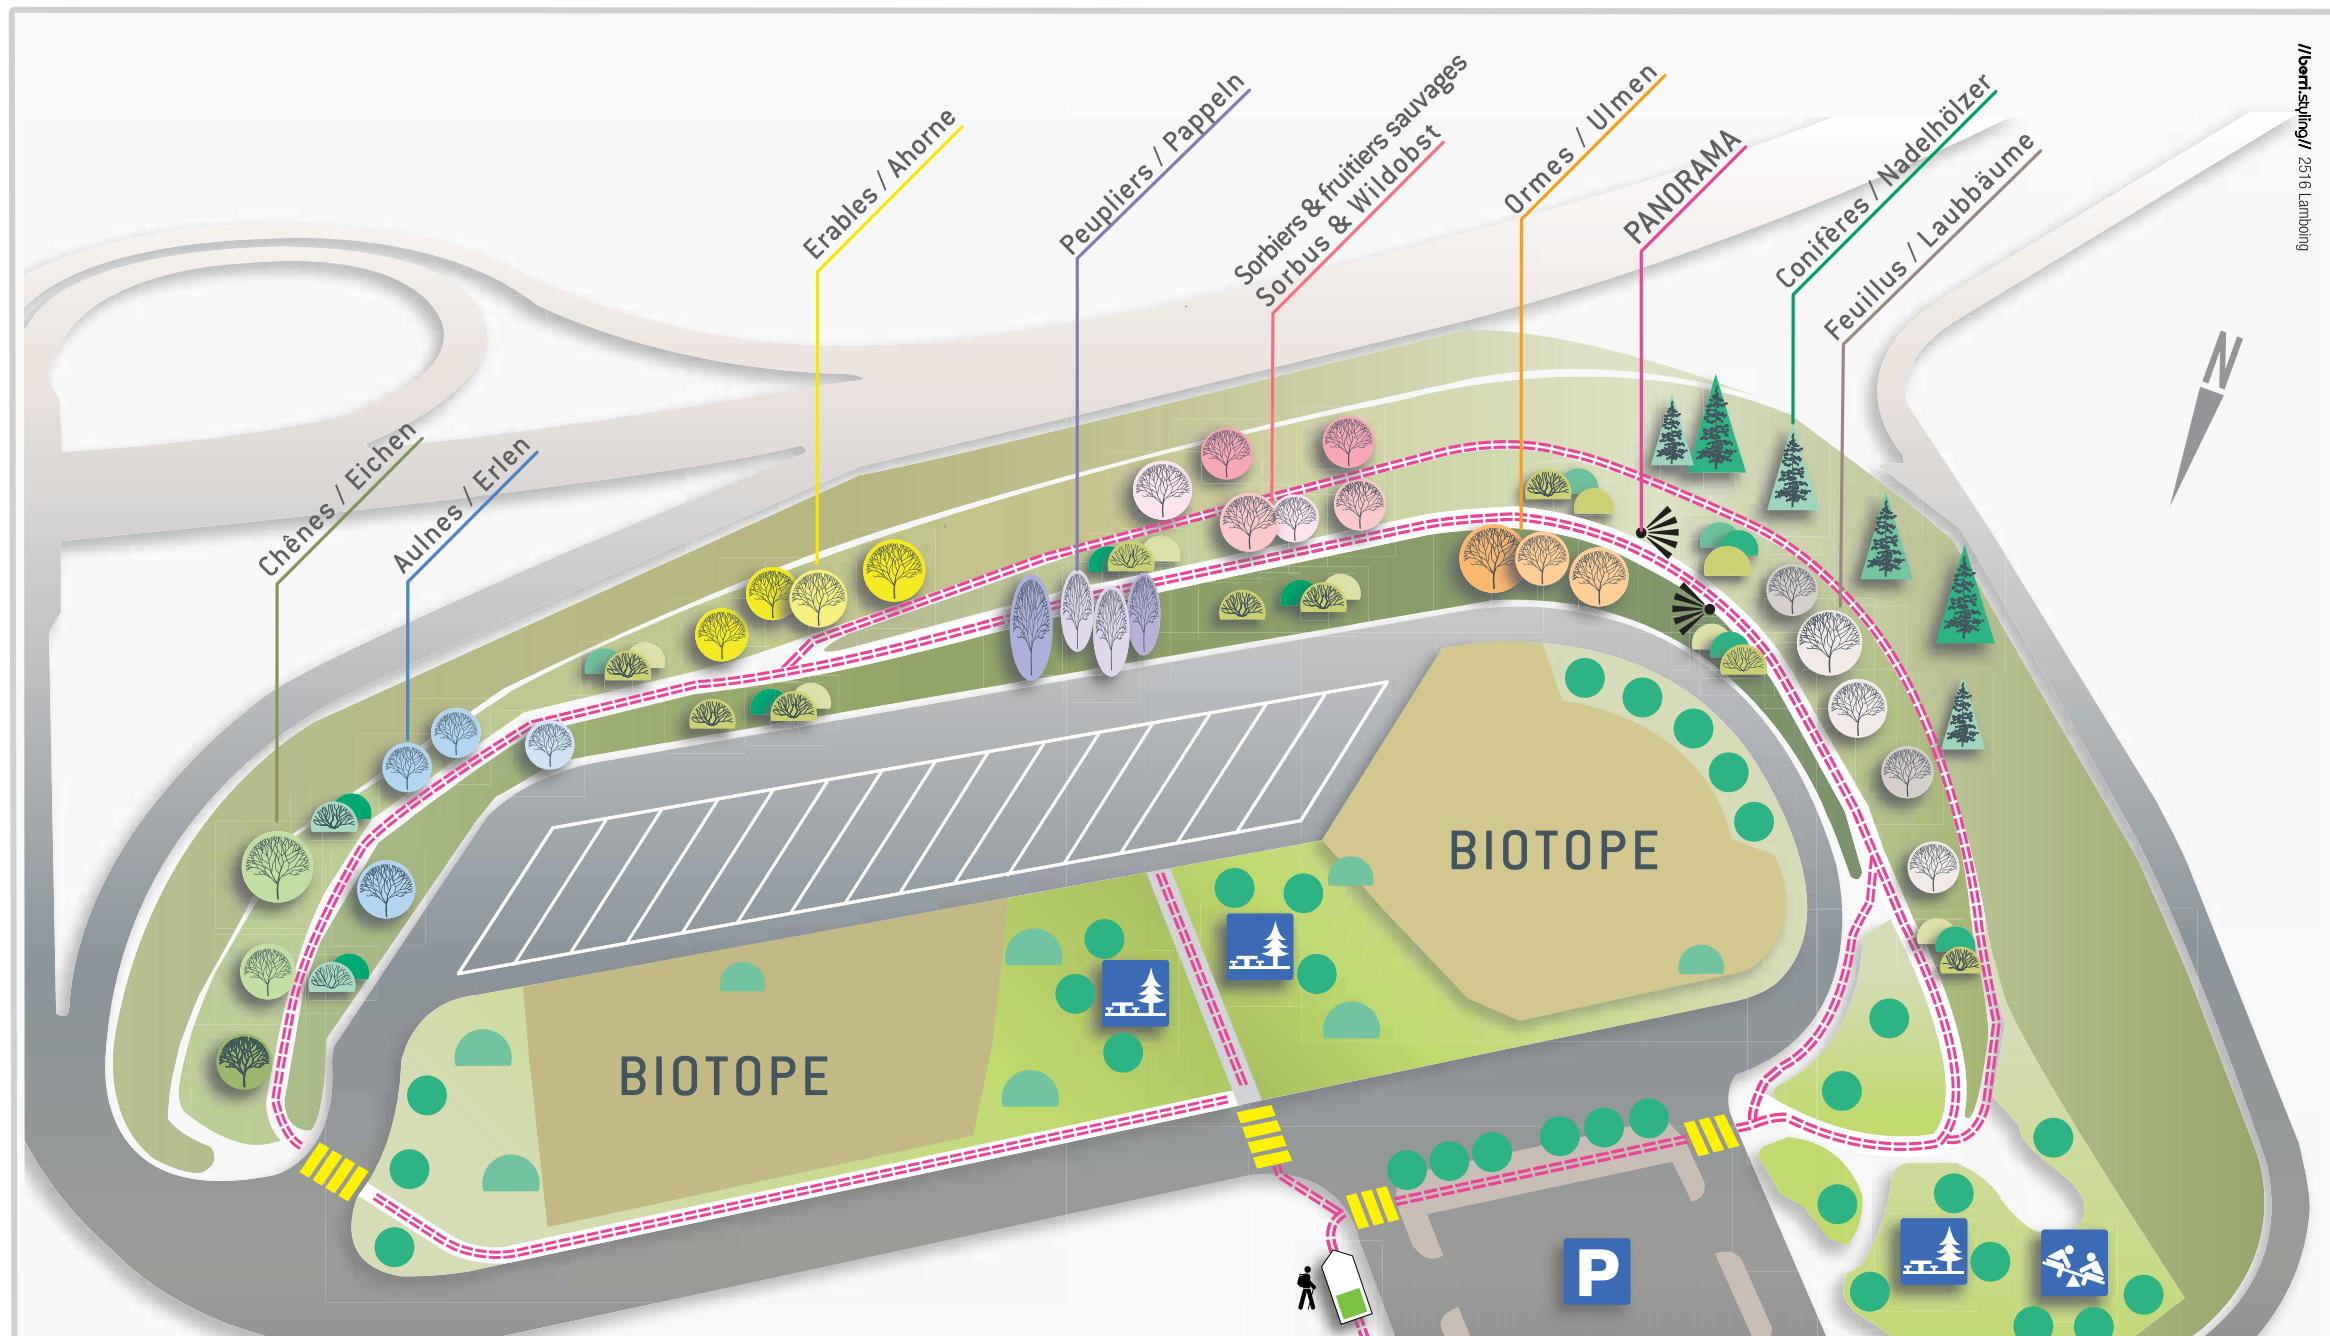 //borri.styling// 2516 Lamboing
Chênes / Eichen
Aulnes / Erlen
Erables / Ahorne
Peupliers / Pappeln
Sorbiers & fruitiers sauvages
Sorbus & Wildobst
Ormes / Ulmen
PANORAMA
Conifères / Nadelhölzer
Feuillus / Laubbäume
N
BIOTOPE
BIOTOPE
P